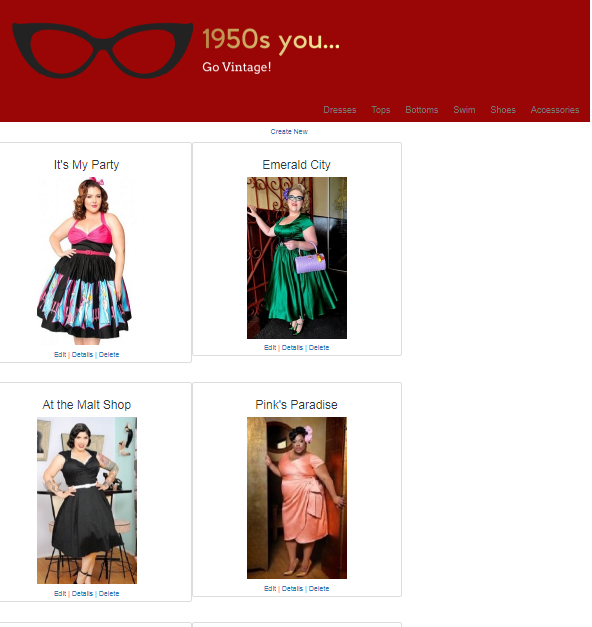 1950s you...
Go Vintage!
Dresses Tops Bottoms Swim Shoes Accessories
Create New
It's My Party
Edit | Details | Delete
Emerald City
Edit | Details | Delete
At the Malt Shop
Edit | Details | Delete
Pink's Paradise
Edit | Details | Delete